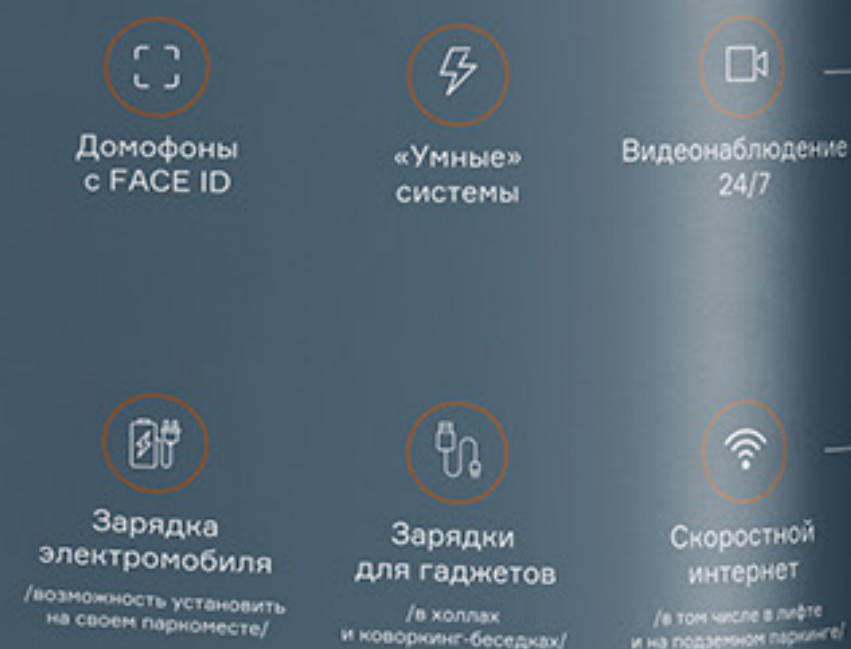 Домофоны
с FACE ID
«Умные»
системы
Видеонаблюдение
24/7
Зарядка
электромобиля
/возможность установить
на своем паркоместе/
Зарядки
для гаджетов
/в холлах
и коворкинг-беседках/
Скоростной
интернет
/в том числе в лифте
и на подземном паркинге/